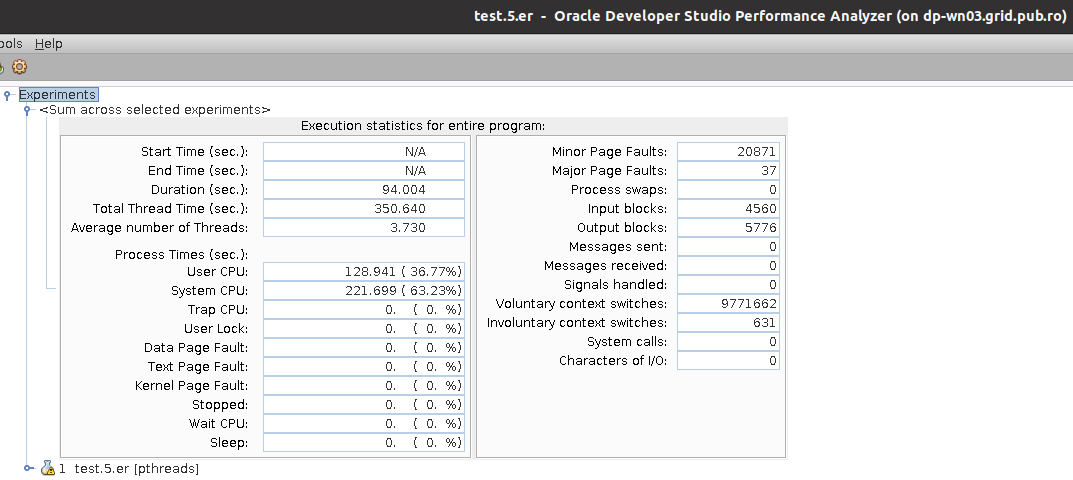 test.5.er - Oracle Developer Studio Performance Analyzer (on dp-wn03.grid.pub.ro)
ools Help
Experiments
<Sum across selected experiments>
Execution statistics for entire program:
Start Time (sec.): N/A
End Time (sec.): N/A
Duration (sec.): 94.004
Total Thread Time (sec.): 350.640
Average number of Threads: 3.730
Process Times (sec.):
User CPU: 128.941 ( 36.77%)
System CPU: 221.699 ( 63.23%)
Trap CPU: 0. ( 0. %)
User Lock: 0. ( 0. %)
Data Page Fault: 0. ( 0. %)
Text Page Fault: 0. ( 0. %)
Kernel Page Fault: 0. ( 0. %)
Stopped: 0. ( 0. %)
Wait CPU: 0. ( 0. %)
Sleep: 0. ( 0. %)
Minor Page Faults: 20871
Major Page Faults: 37
Process swaps: 0
Input blocks: 4560
Output blocks: 5776
Messages sent: 0
Messages received: 0
Signals handled: 0
Voluntary context switches: 9771662
Involuntary context switches: 631
System calls: 0
Characters of I/O: 0
1 test.5.er [pthreads]